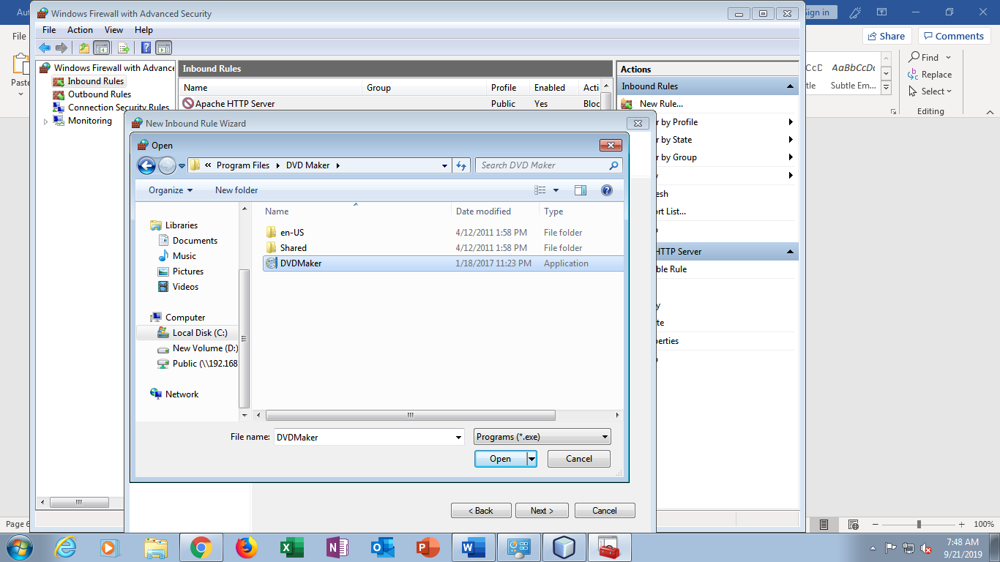 Aut
Sign in
File
Share
Comments
Paste
Find
Replace
Select
AaBbCcDc
Subtle Em...
Editing
Windows Firewall with Advanced Security
File Action View Help
Windows Firewall with Advance
Inbound Rules
Outbound Rules
Connection Security Rules
Monitoring
Inbound Rules
Name Group Profile Enabled Acti
Apache HTTP Server Public Yes Bloc
Actions
Inbound Rules
New Rule...
r by Profile
r by State
r by Group
esh
rt List...
HTTP Server
ble Rule
y
te
perties
New Inbound Rule Wizard
Open
« Program Files DVD Maker
Search DVD Maker
Organize New folder
Libraries
Documents
Music
Pictures
Videos
Computer
Local Disk (C:)
New Volume (D:)
Public (\\192.168
Network
Name Date modified Type
en-US 4/12/2011 1:58 PM File folder
Shared 4/12/2011 1:58 PM File folder
DVDMaker 1/18/2017 11:23 PM Application
File name: DVDMaker Programs (*.exe)
Open Cancel
< Back Next > Cancel
Page 6
100%
7:48 AM
9/21/2019